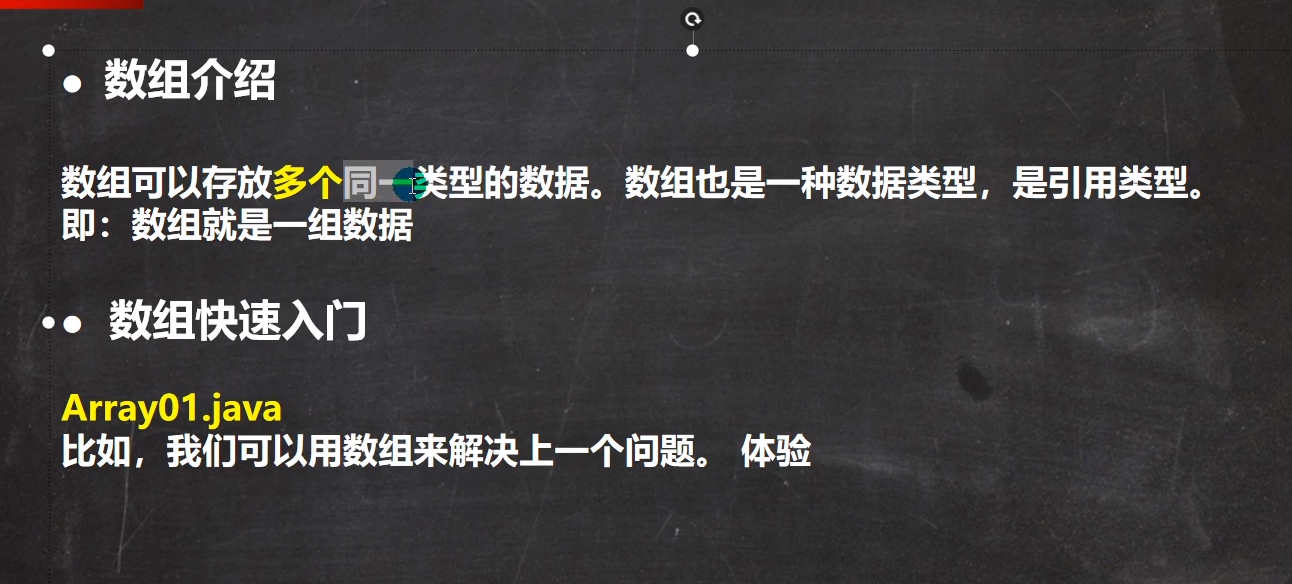 ● 数组介绍
数组可以存放多个同一类型的数据。数组也是一种数据类型，是引用类型。
即：数组就是一组数据
● 数组快速入门
Array01.java
比如，我们可以用数组来解决上一个问题。 体验